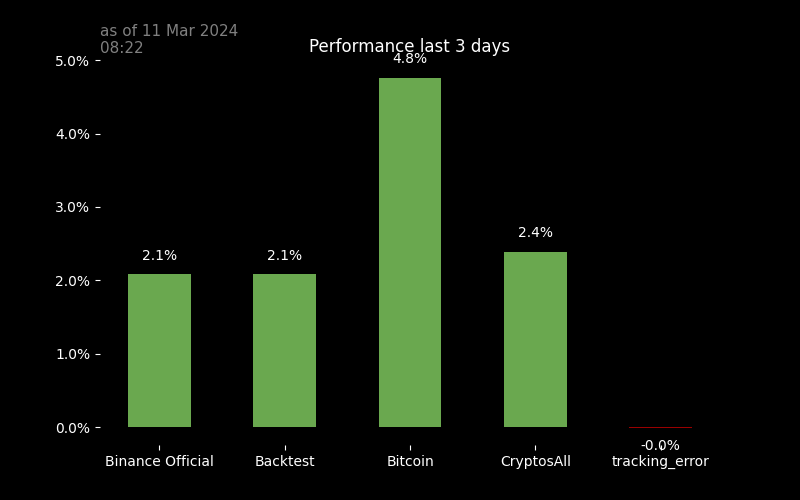 as of 11 Mar 2024
08:22
Performance last 3 days
5.0%
4.0%
3.0%
2.0%
1.0%
0.0%
2.1%
2.1%
4.8%
2.4%
-0.0%
Binance Official
Backtest
Bitcoin
CryptosAll
tracking_error